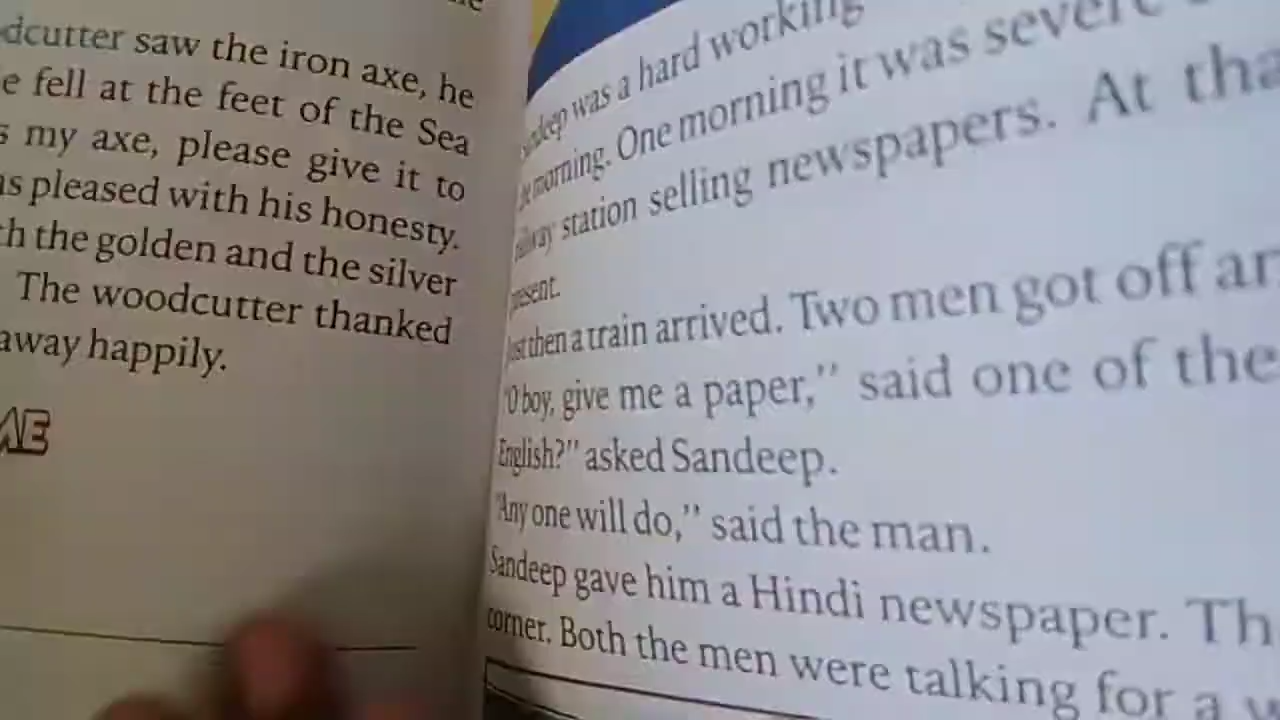 saw the iron axe, he
fell at the feet of the Sea
my axe, please give it to
pleased with his honesty.
the golden and the silver
The woodcutter thanked
away happily.
was a hard working
morning. One morning it was severe
station selling newspapers. At
then a train arrived. Two men got off
"O boy, give me a paper," said one of the
English?" asked Sandeep.
"Any one will do," said the man.
Sandeep gave him a Hindi newspaper.
corner. Both the men were talking for a